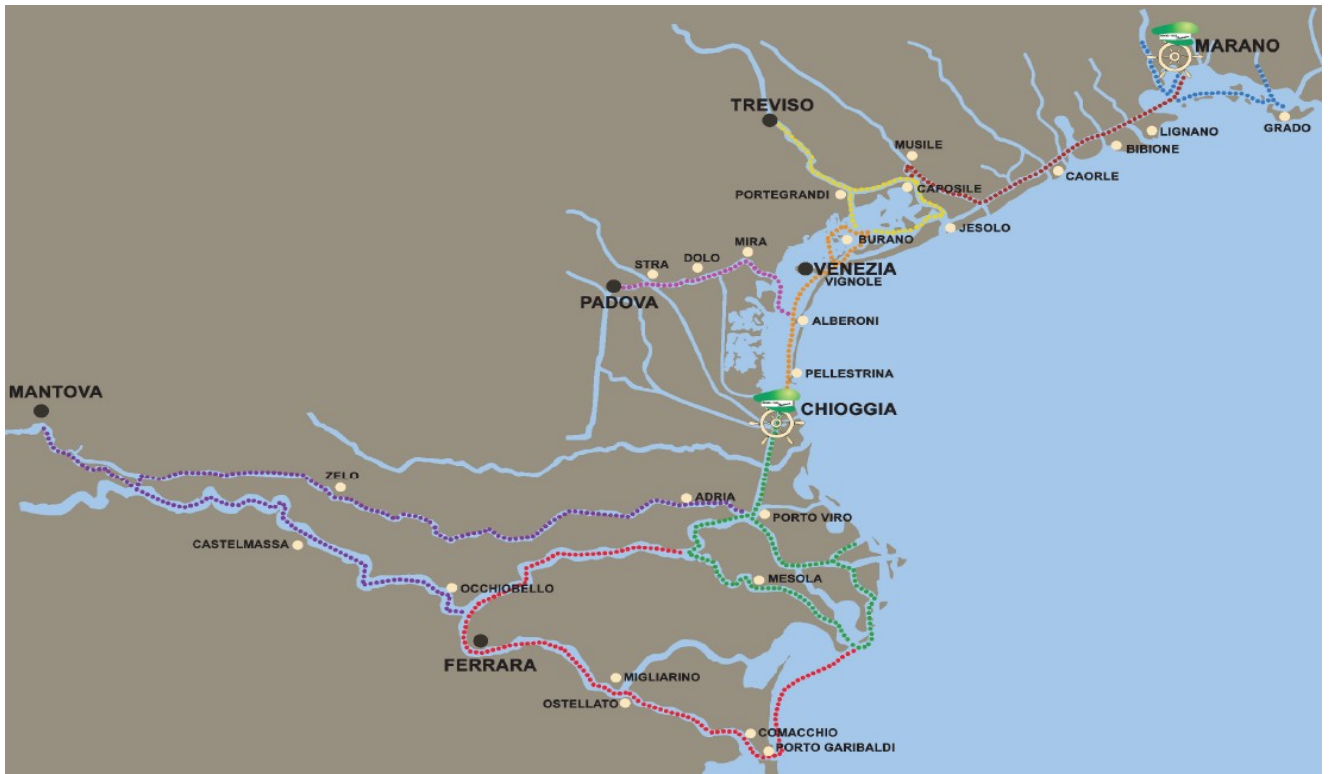 MARANO
TREVISO
GRADO
LIGNANO
MUSILE
BIBIONE
CAORLE
CAPOSILE
PORTEGRANDI
JESOLO
BURANO
MIRA
DOLO
STRA
VENEZIA
VIGNOLE
PADOVA
ALBERONI
PELLESTRINA
MANTOVA
CHIOGGIA
ZELO
ADRIA
PORTO VIRO
CASTELMASSA
MESOLA
OCCHIOBELLO
FERRARA
MIGLIARINO
OSTELLATO
COMACCHIO
PORTO GARIBALDI